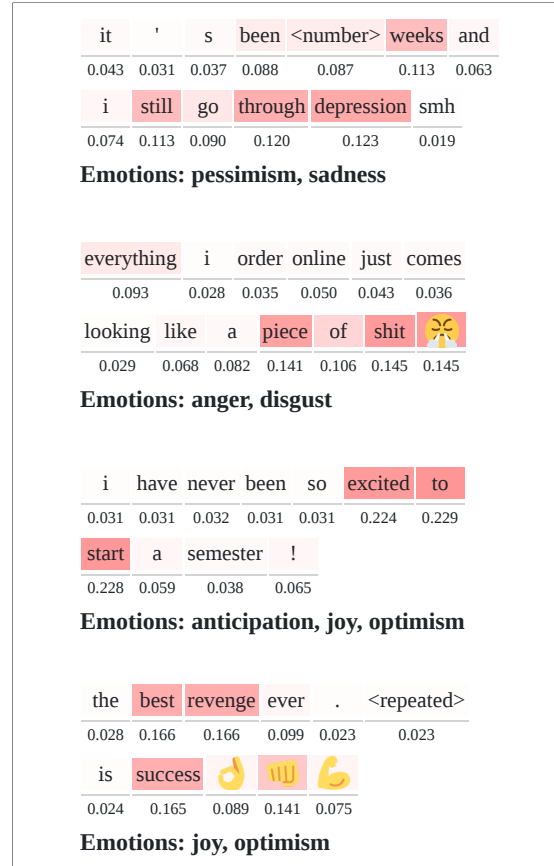 it ' s been <number> weeks and
0.043 0.031 0.037 0.088 0.087 0.113 0.063
i still go through depression smh
0.074 0.113 0.090 0.120 0.123 0.019
Emotions: pessimism, sadness
everything i order online just comes
0.093 0.028 0.035 0.050 0.043 0.036
looking like a piece of shit 😤
0.029 0.068 0.082 0.141 0.106 0.145 0.145
Emotions: anger, disgust
i have never been so excited to
0.031 0.031 0.032 0.031 0.031 0.224 0.229
start a semester !
0.228 0.059 0.038 0.065
Emotions: anticipation, joy, optimism
the best revenge ever . <repeated>
0.028 0.166 0.166 0.099 0.023 0.023
is success 👌 👊 💪
0.024 0.165 0.089 0.141 0.075
Emotions: joy, optimism